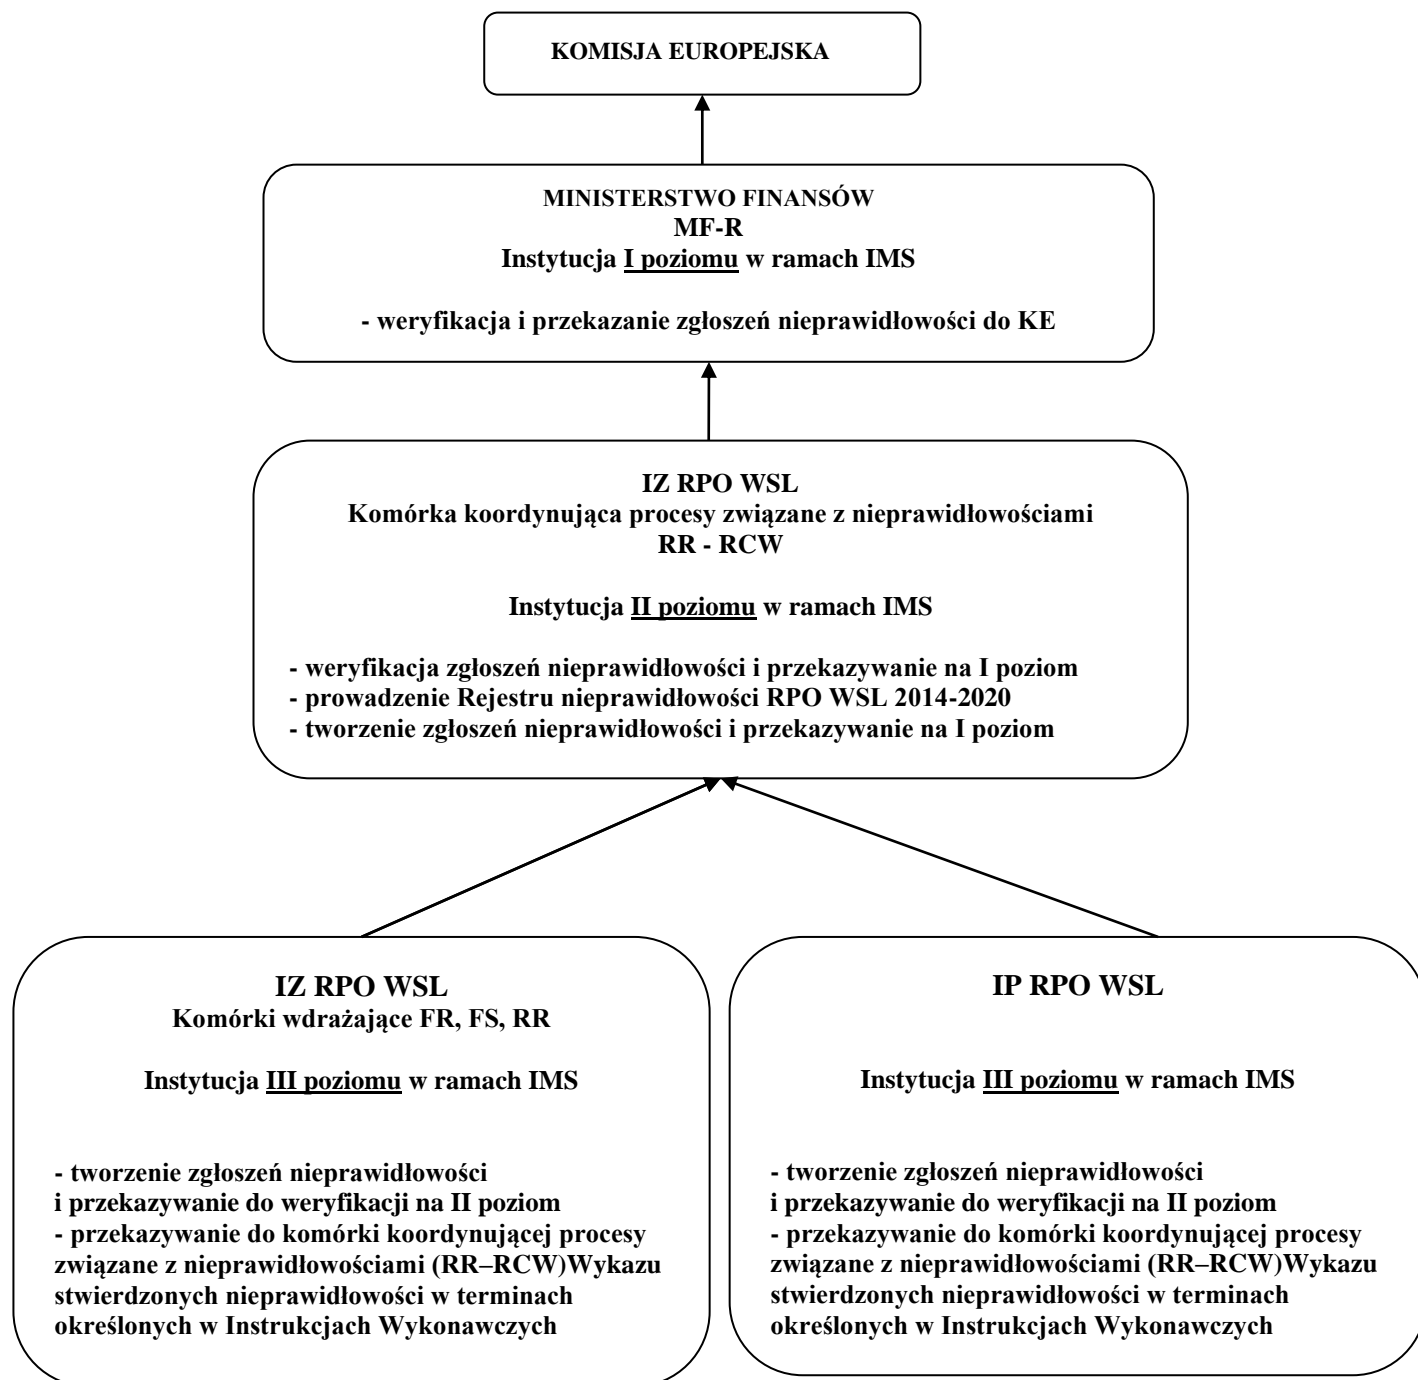 KOMISJA EUROPEJSKA
MINISTERSTWO FINANSÓW
MF-R
Instytucja I poziomu w ramach IMS
- weryfikacja i przekazanie zgłoszeń nieprawidłowości do KE
IZ RPO WSL
Komórka koordynująca procesy związane z nieprawidłowościami
RR - RCW
Instytucja II poziomu w ramach IMS
- weryfikacja zgłoszeń nieprawidłowości i przekazywanie na I poziom
- prowadzenie Rejestru nieprawidłowości RPO WSL 2014-2020
- tworzenie zgłoszeń nieprawidłowości i przekazywanie na I poziom
IZ RPO WSL
Komórki wdrażające FR, FS, RR
Instytucja III poziomu w ramach IMS
- tworzenie zgłoszeń nieprawidłowości
i przekazywanie do weryfikacji na II poziom
- przekazywanie do komórki koordynującej procesy
związane z nieprawidłowościami (RR–RCW)Wykazu
stwierdzonych nieprawidłowości w terminach
określonych w Instrukcjach Wykonawczych
IP RPO WSL
Instytucja III poziomu w ramach IMS
- tworzenie zgłoszeń nieprawidłowości
i przekazywanie do weryfikacji na II poziom
- przekazywanie do komórki koordynującej procesy
związane z nieprawidłowościami (RR–RCW)Wykazu
stwierdzonych nieprawidłowości w terminach
określonych w Instrukcjach Wykonawczych